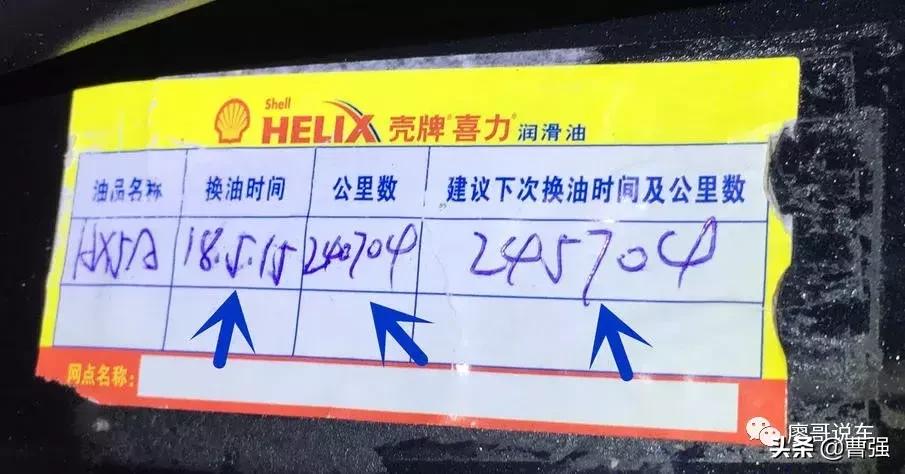 Shell
HELIX 壳牌®喜力® 润滑油
油品名称 换油时间 公里数 建议下次换油时间及公里数
HX5A 18.5.15 240704 245704
网点名称:
廖哥说车
头条@曹强